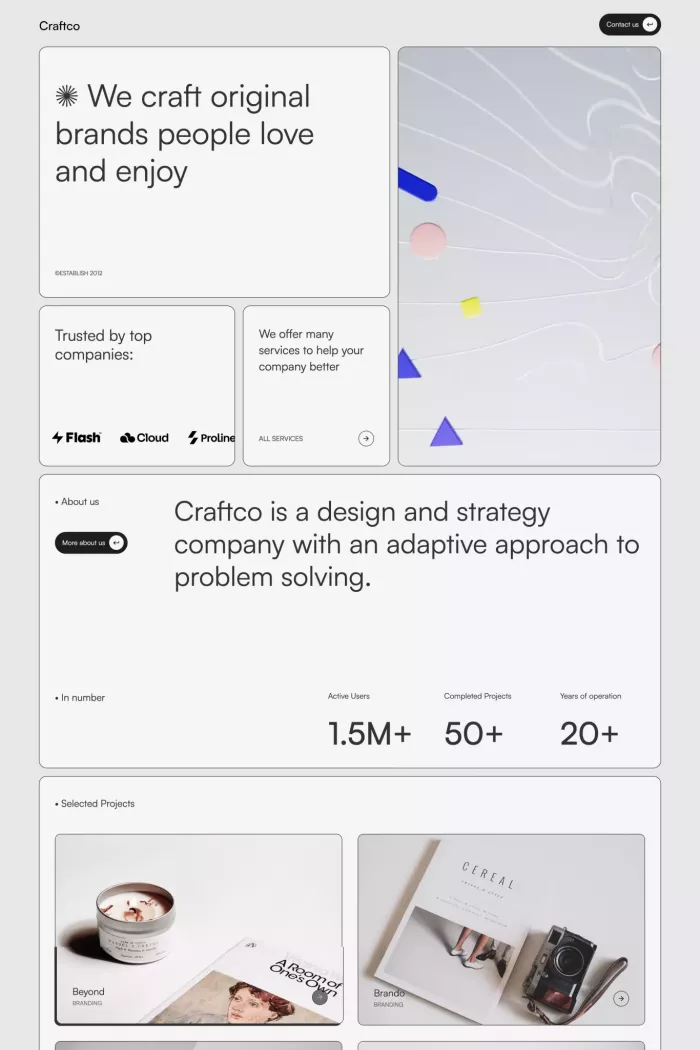 Craftco
Contact us
We craft original
brands people love
and enjoy
©ESTABLISH 2012
Trusted by top
companies:
Flash
Cloud
Proline
We offer many
services to help your
company better
ALL SERVICES
• About us
More about us
Craftco is a design and strategy
company with an adaptive approach to
problem solving.
• In number
Active Users
1.5M+
Completed Projects
50+
Years of operation
20+
• Selected Projects
A Room of
One's Own
Beyond
BRANDING
CEREAL
Brando
BRANDING